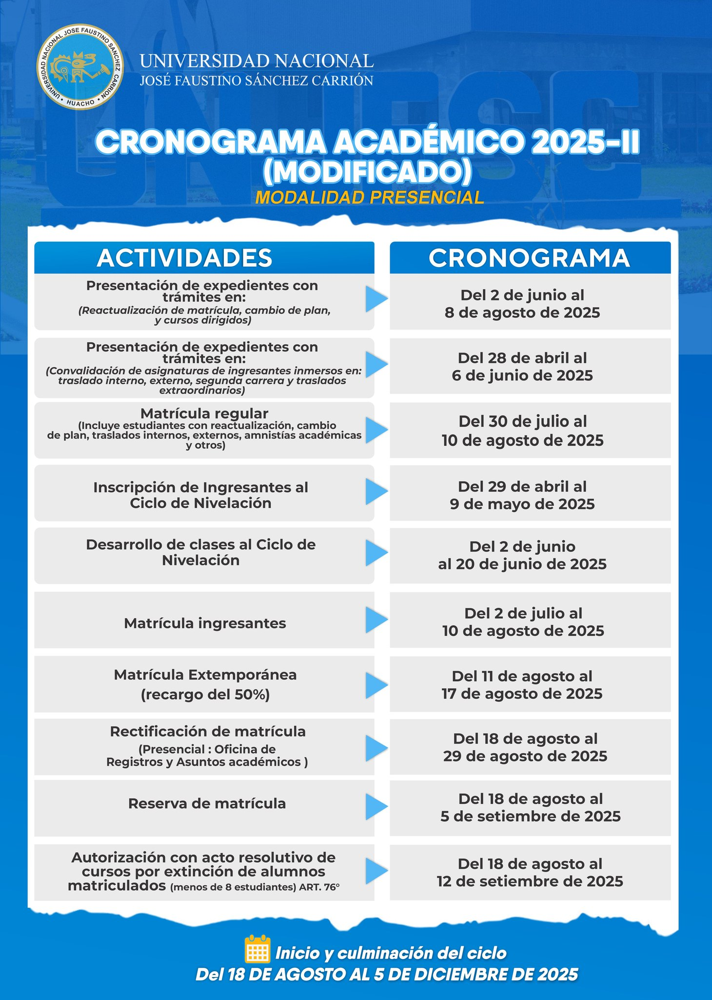 UNIVERSIDAD NACIONAL JOSE FAUSTINO SANCHEZ CARRION
• HUACHO •
UNIVERSIDAD NACIONAL
JOSÉ FAUSTINO SÁNCHEZ CARRIÓN
CRONOGRAMA ACADÉMICO 2025-II
(MODIFICADO)
MODALIDAD PRESENCIAL
ACTIVIDADES
CRONOGRAMA
Presentación de expedientes con
trámites en:
(Reactualización de matrícula, cambio de plan,
y cursos dirigidos)
Del 2 de junio al
8 de agosto de 2025
Presentación de expedientes con
trámites en:
(Convalidación de asignaturas de ingresantes inmersos en:
traslado interno, externo, segunda carrera y traslados
extraordinarios)
Del 28 de abril al
6 de junio de 2025
Matrícula regular
(Incluye estudiantes con reactualización, cambio
de plan, traslados internos, externos, amnistías académicas
y otros)
Del 30 de julio al
10 de agosto de 2025
Inscripción de Ingresantes al
Ciclo de Nivelación
Del 29 de abril al
9 de mayo de 2025
Desarrollo de clases al Ciclo de
Nivelación
Del 2 de junio
al 20 de junio de 2025
Matrícula ingresantes
Del 2 de julio al
10 de agosto de 2025
Matrícula Extemporánea
(recargo del 50%)
Del 11 de agosto al
17 de agosto de 2025
Rectificación de matrícula
(Presencial : Oficina de
Registros y Asuntos académicos )
Del 18 de agosto al
29 de agosto de 2025
Reserva de matrícula
Del 18 de agosto al
5 de setiembre de 2025
Autorización con acto resolutivo de
cursos por extinción de alumnos
matriculados (menos de 8 estudiantes) ART. 76°
Del 18 de agosto al
12 de setiembre de 2025
Inicio y culminación del ciclo
Del 18 DE AGOSTO AL 5 DE DICIEMBRE DE 2025